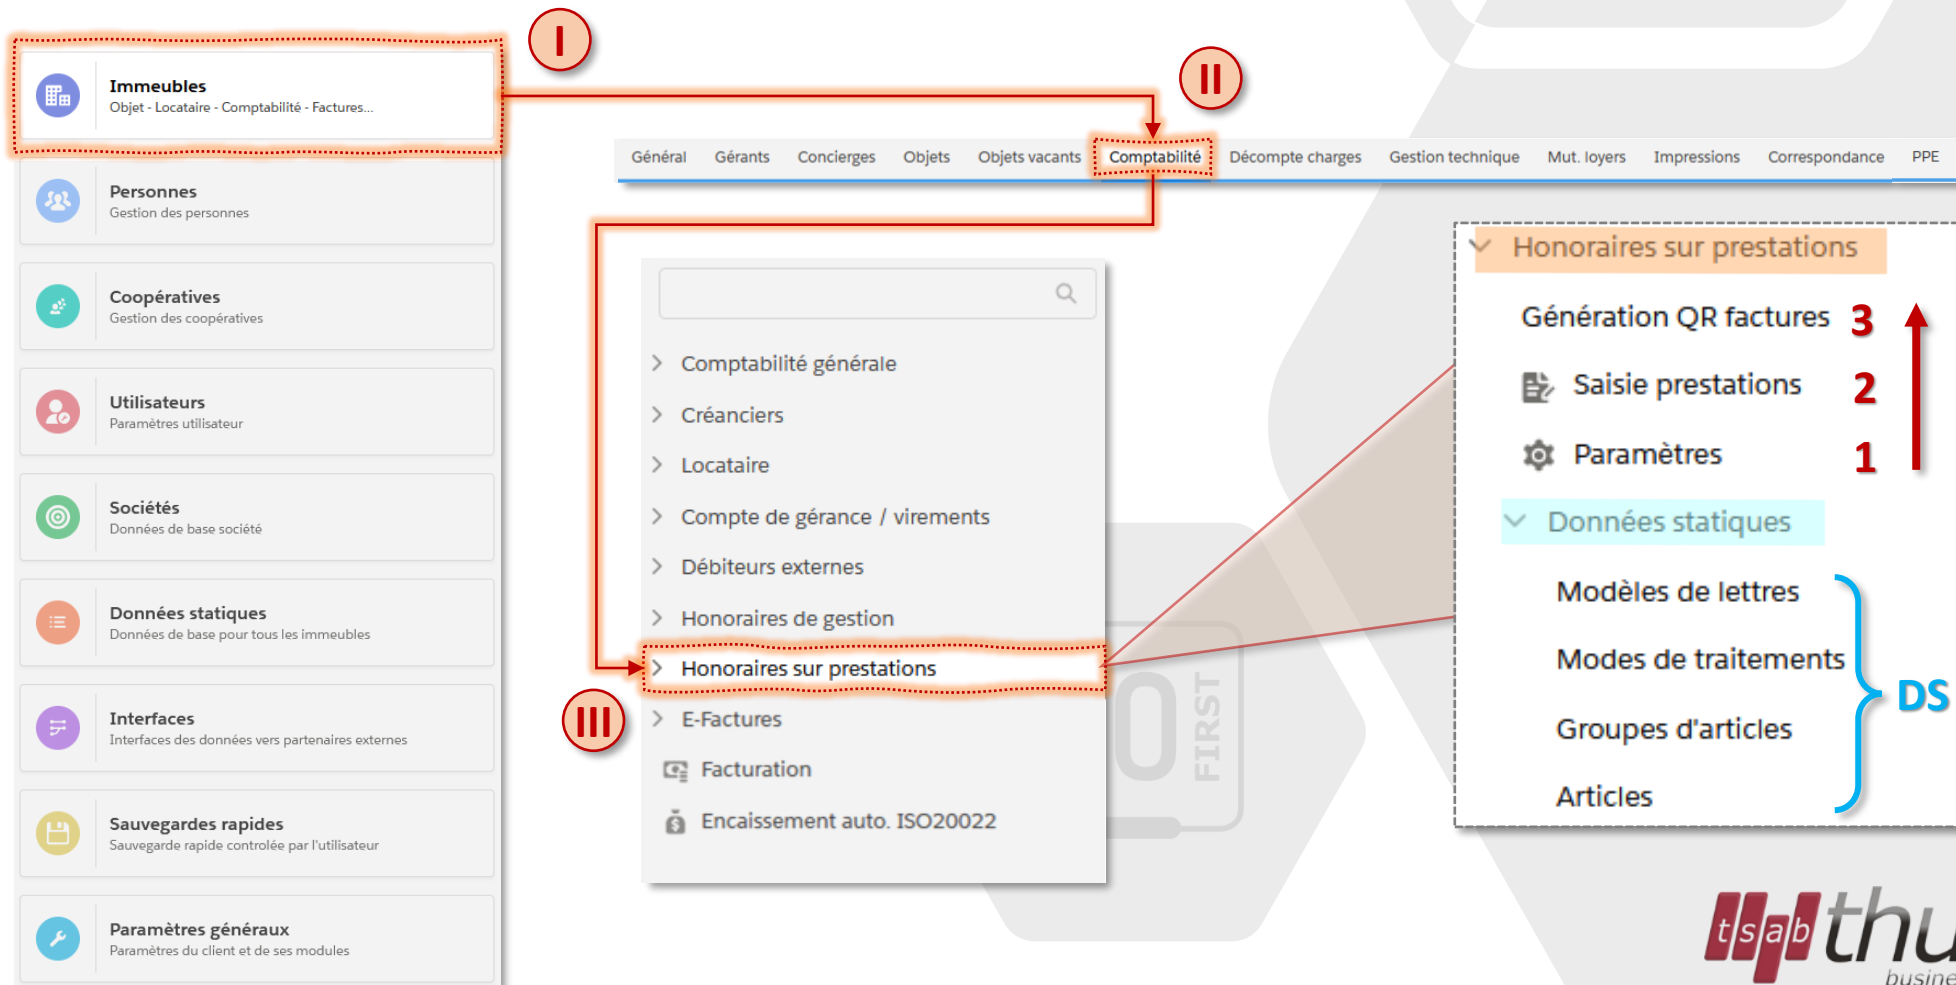 I
Immeubles
Objet - Locataire - Comptabilité - Factures...
Personnes
Gestion des personnes
Coopératives
Gestion des coopératives
Utilisateurs
Paramètres utilisateur
Sociétés
Données de base société
Données statiques
Données de base pour tous les immeubles
Interfaces
Interfaces des données vers partenaires externes
Sauvegardes rapides
Sauvegarde rapide controlée par l'utilisateur
Paramètres généraux
Paramètres du client et de ses modules
II
Général Gérants Concierges Objets Objets vacants Comptabilité Décompte charges Gestion technique Mut. loyers Impressions Correspondance PPE
III
Comptabilité générale
Créanciers
Locataire
Compte de gérance / virements
Débiteurs externes
Honoraires de gestion
Honoraires sur prestations
E-Factures
Facturation
Encaissement auto. ISO20022
FIRST
Honoraires sur prestations
Génération QR factures 3
Saisie prestations 2
Paramètres 1
Données statiques
Modèles de lettres
Modes de traitements
Groupes d'articles
Articles
DS
tsab